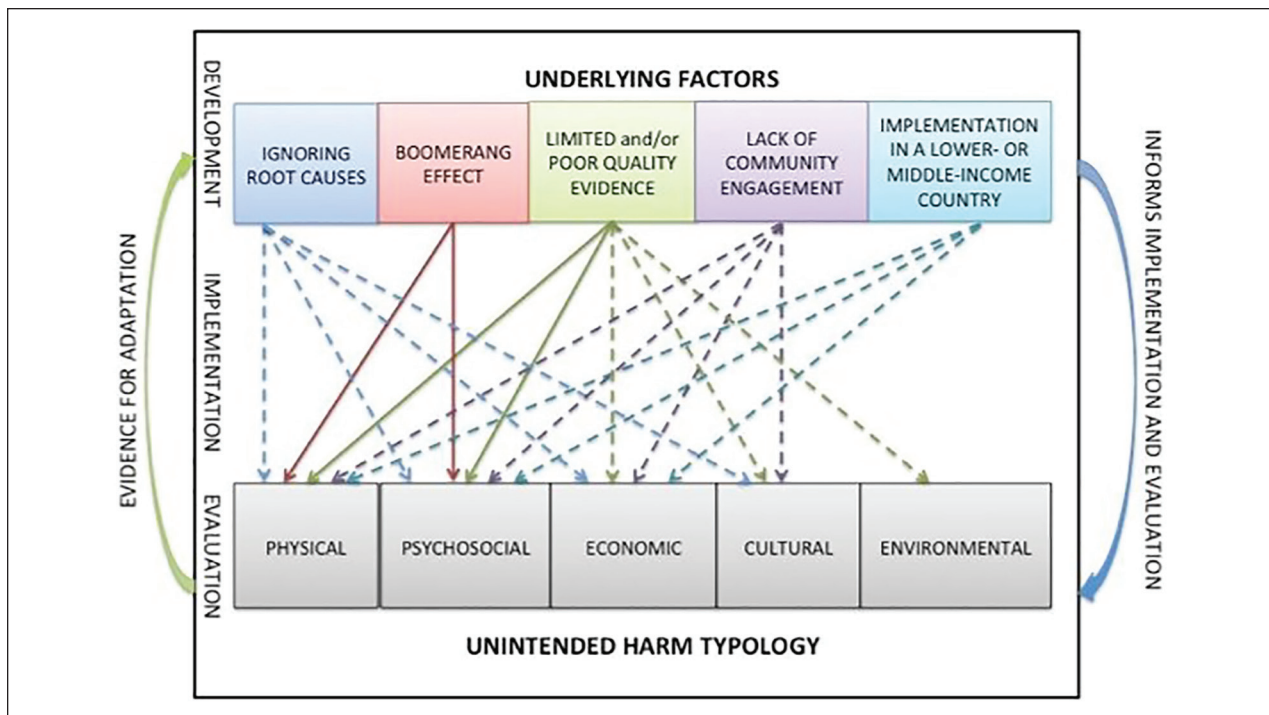 UNDERLYING FACTORS
DEVELOPMENT
IGNORING
ROOT CAUSES
BOOMERANG
EFFECT
LIMITED and/or
POOR QUALITY
EVIDENCE
LACK OF
COMMUNITY
ENGAGEMENT
IMPLEMENTATION
IN A LOWER- OR
MIDDLE-INCOME
COUNTRY
EVIDENCE FOR ADAPTATION
IMPLEMENTATION
INFORMS IMPLEMENTATION AND EVALUATION
EVALUATION
PHYSICAL
PSYCHOSOCIAL
ECONOMIC
CULTURAL
ENVIRONMENTAL
UNINTENDED HARM TYPOLOGY